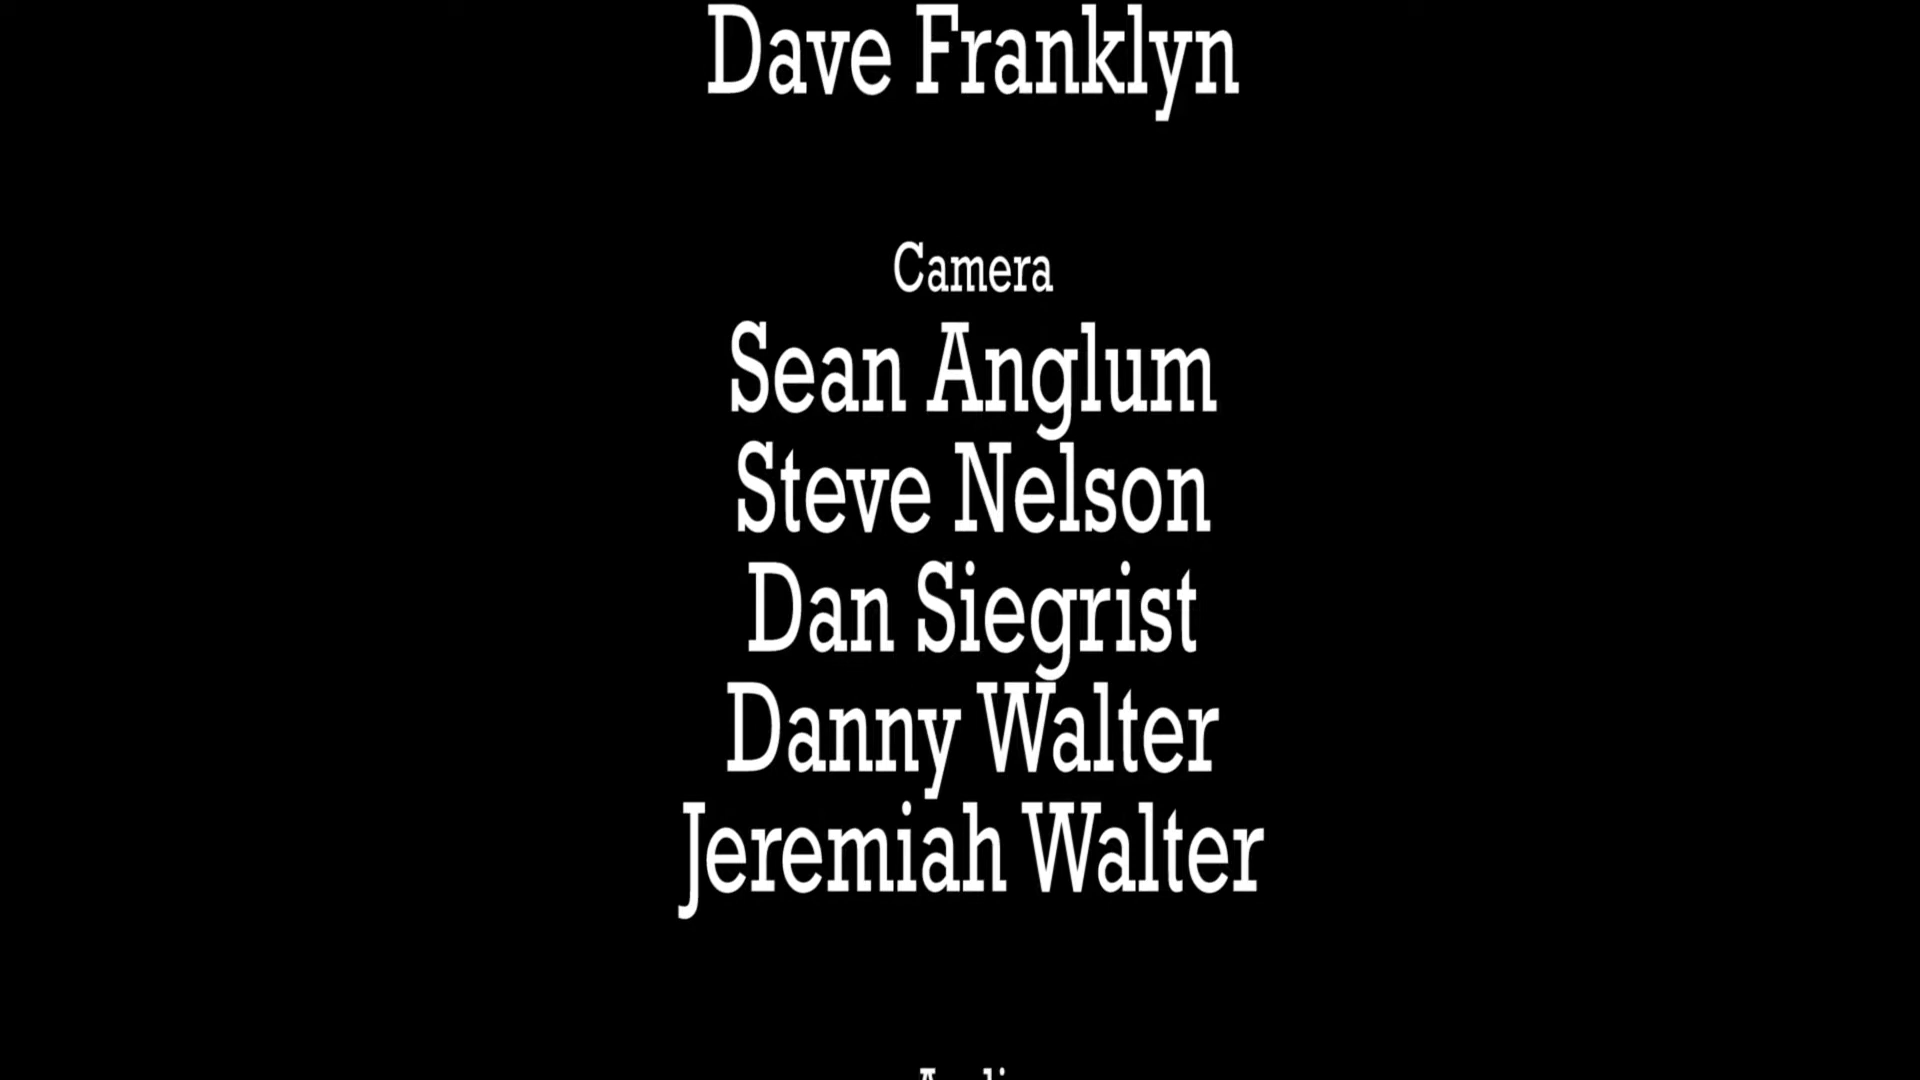 Dave Franklyn
Camera
Sean Anglum
Steve Nelson
Dan Siegrist
Danny Walter
Jeremiah Walter